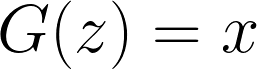 G(z) = x